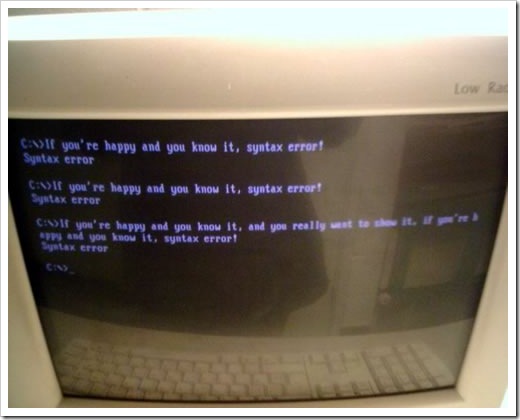 Low Rad
C:\>If you're happy and you know it, syntax error!
Syntax error
C:\>If you're happy and you know it, syntax error!
Syntax error
C:\>If you're happy and you know it, and you really want to show it, if you're h
appy and you know it, syntax error!
Syntax error
C:\>_